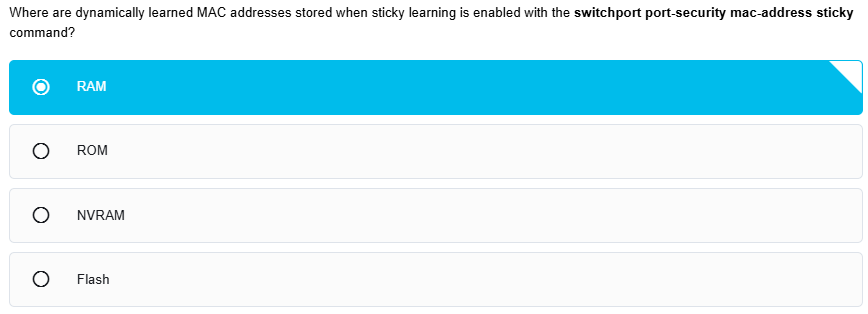 Where are dynamically learned MAC addresses stored when sticky learning is enabled with the switchport port-security mac-address sticky
command?
RAM
ROM
NVRAM
Flash